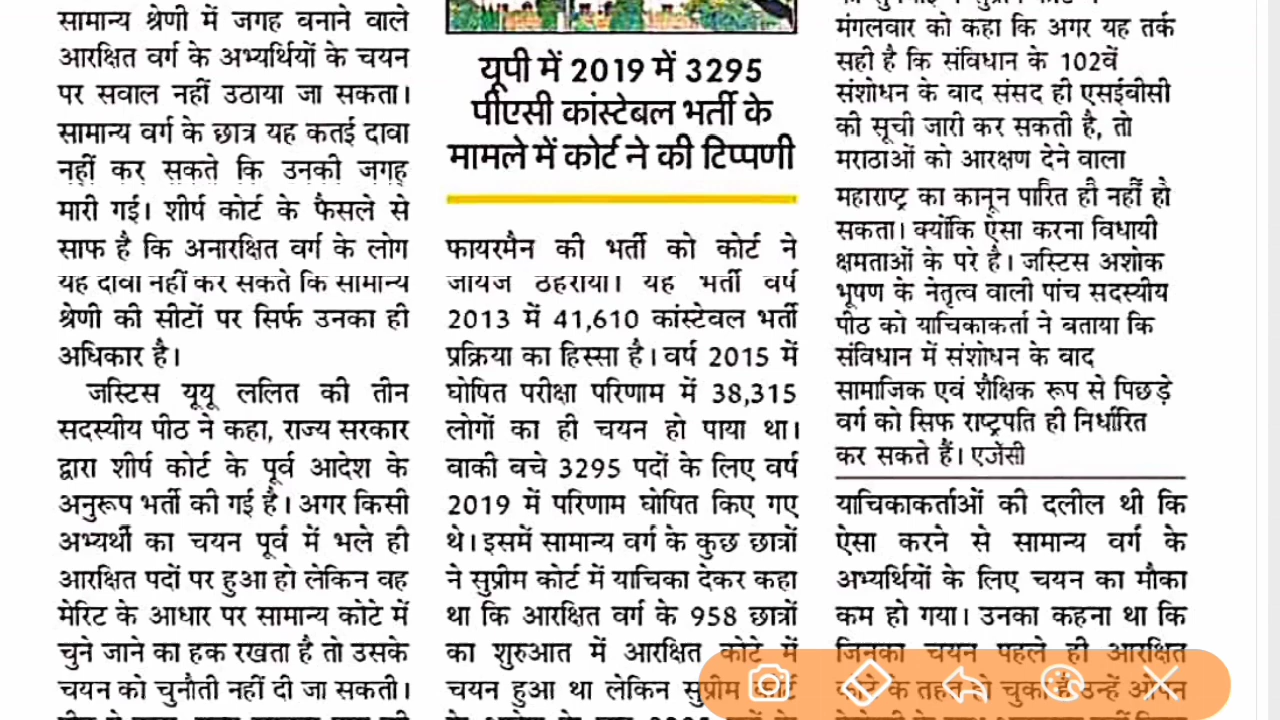 सामान्य श्रेणी में जगह बनाने वाले
आरक्षित वर्ग के अभ्यर्थियों के चयन
पर सवाल नहीं उठाया जा सकता।
सामान्य वर्ग के छात्र यह कतई दावा
नहीं कर सकते कि उनकी जगह
मारी गई। शीर्ष कोर्ट के फैसले से
साफ है कि अनारक्षित वर्ग के लोग
यह दावा नहीं कर सकते कि सामान्य
श्रेणी की सीटों पर सिर्फ उनका ही
अधिकार है।
जस्टिस यूयू ललित की तीन
सदस्यीय पीठ ने कहा, राज्य सरकार
द्वारा शीर्ष कोर्ट के पूर्व आदेश के
अनुरूप भर्ती की गई है। अगर किसी
अभ्यर्थी का चयन पूर्व में भले ही
आरक्षित पदों पर हुआ हो लेकिन वह
मेरिट के आधार पर सामान्य कोटे में
चुने जाने का हक रखता है तो उसके
चयन को चुनौती नहीं दी जा सकती।
यूपी में 2019 में 3295
पीएसी कांस्टेबल भर्ती के
मामले में कोर्ट ने की टिप्पणी
फायरमैन की भर्ती को कोर्ट ने
जायज ठहराया। यह भर्ती वर्ष
2013 में 41,610 कांस्टेबल भर्ती
प्रक्रिया का हिस्सा है। वर्ष 2015 में
घोषित परीक्षा परिणाम में 38,315
लोगों का ही चयन हो पाया था।
बाकी बचे 3295 पदों के लिए वर्ष
2019 में परिणाम घोषित किए गए
थे। इसमें सामान्य वर्ग के कुछ छात्रों
ने सुप्रीम कोर्ट में याचिका देकर कहा
था कि आरक्षित वर्ग के 958 छात्रों
का शुरुआत में आरक्षित कोटे में
चयन हुआ था लेकिन सुप्रीम कोर्ट
मंगलवार को कहा कि अगर यह तर्क
सही है कि संविधान के 102वें
संशोधन के बाद संसद ही एसईबीसी
की सूची जारी कर सकती है, तो
मराठाओं को आरक्षण देने वाला
महाराष्ट्र का कानून पारित ही नहीं हो
सकता। क्योंकि ऐसा करना विधायी
क्षमताओं के परे है। जस्टिस अशोक
भूषण के नेतृत्व वाली पांच सदस्यीय
पीठ को याचिकाकर्ता ने बताया कि
संविधान में संशोधन के बाद
सामाजिक एवं शैक्षिक रूप से पिछड़े
वर्ग को सिर्फ राष्ट्रपति ही निर्धारित
कर सकते हैं। एजेंसी
याचिकाकर्ताओं की दलील थी कि
ऐसा करने से सामान्य वर्ग के
अभ्यर्थियों के लिए चयन का मौका
कम हो गया। उनका कहना था कि
जिनका चयन पहले ही आरक्षित
कोटे के तहत हो चुका है उन्हें ओपन